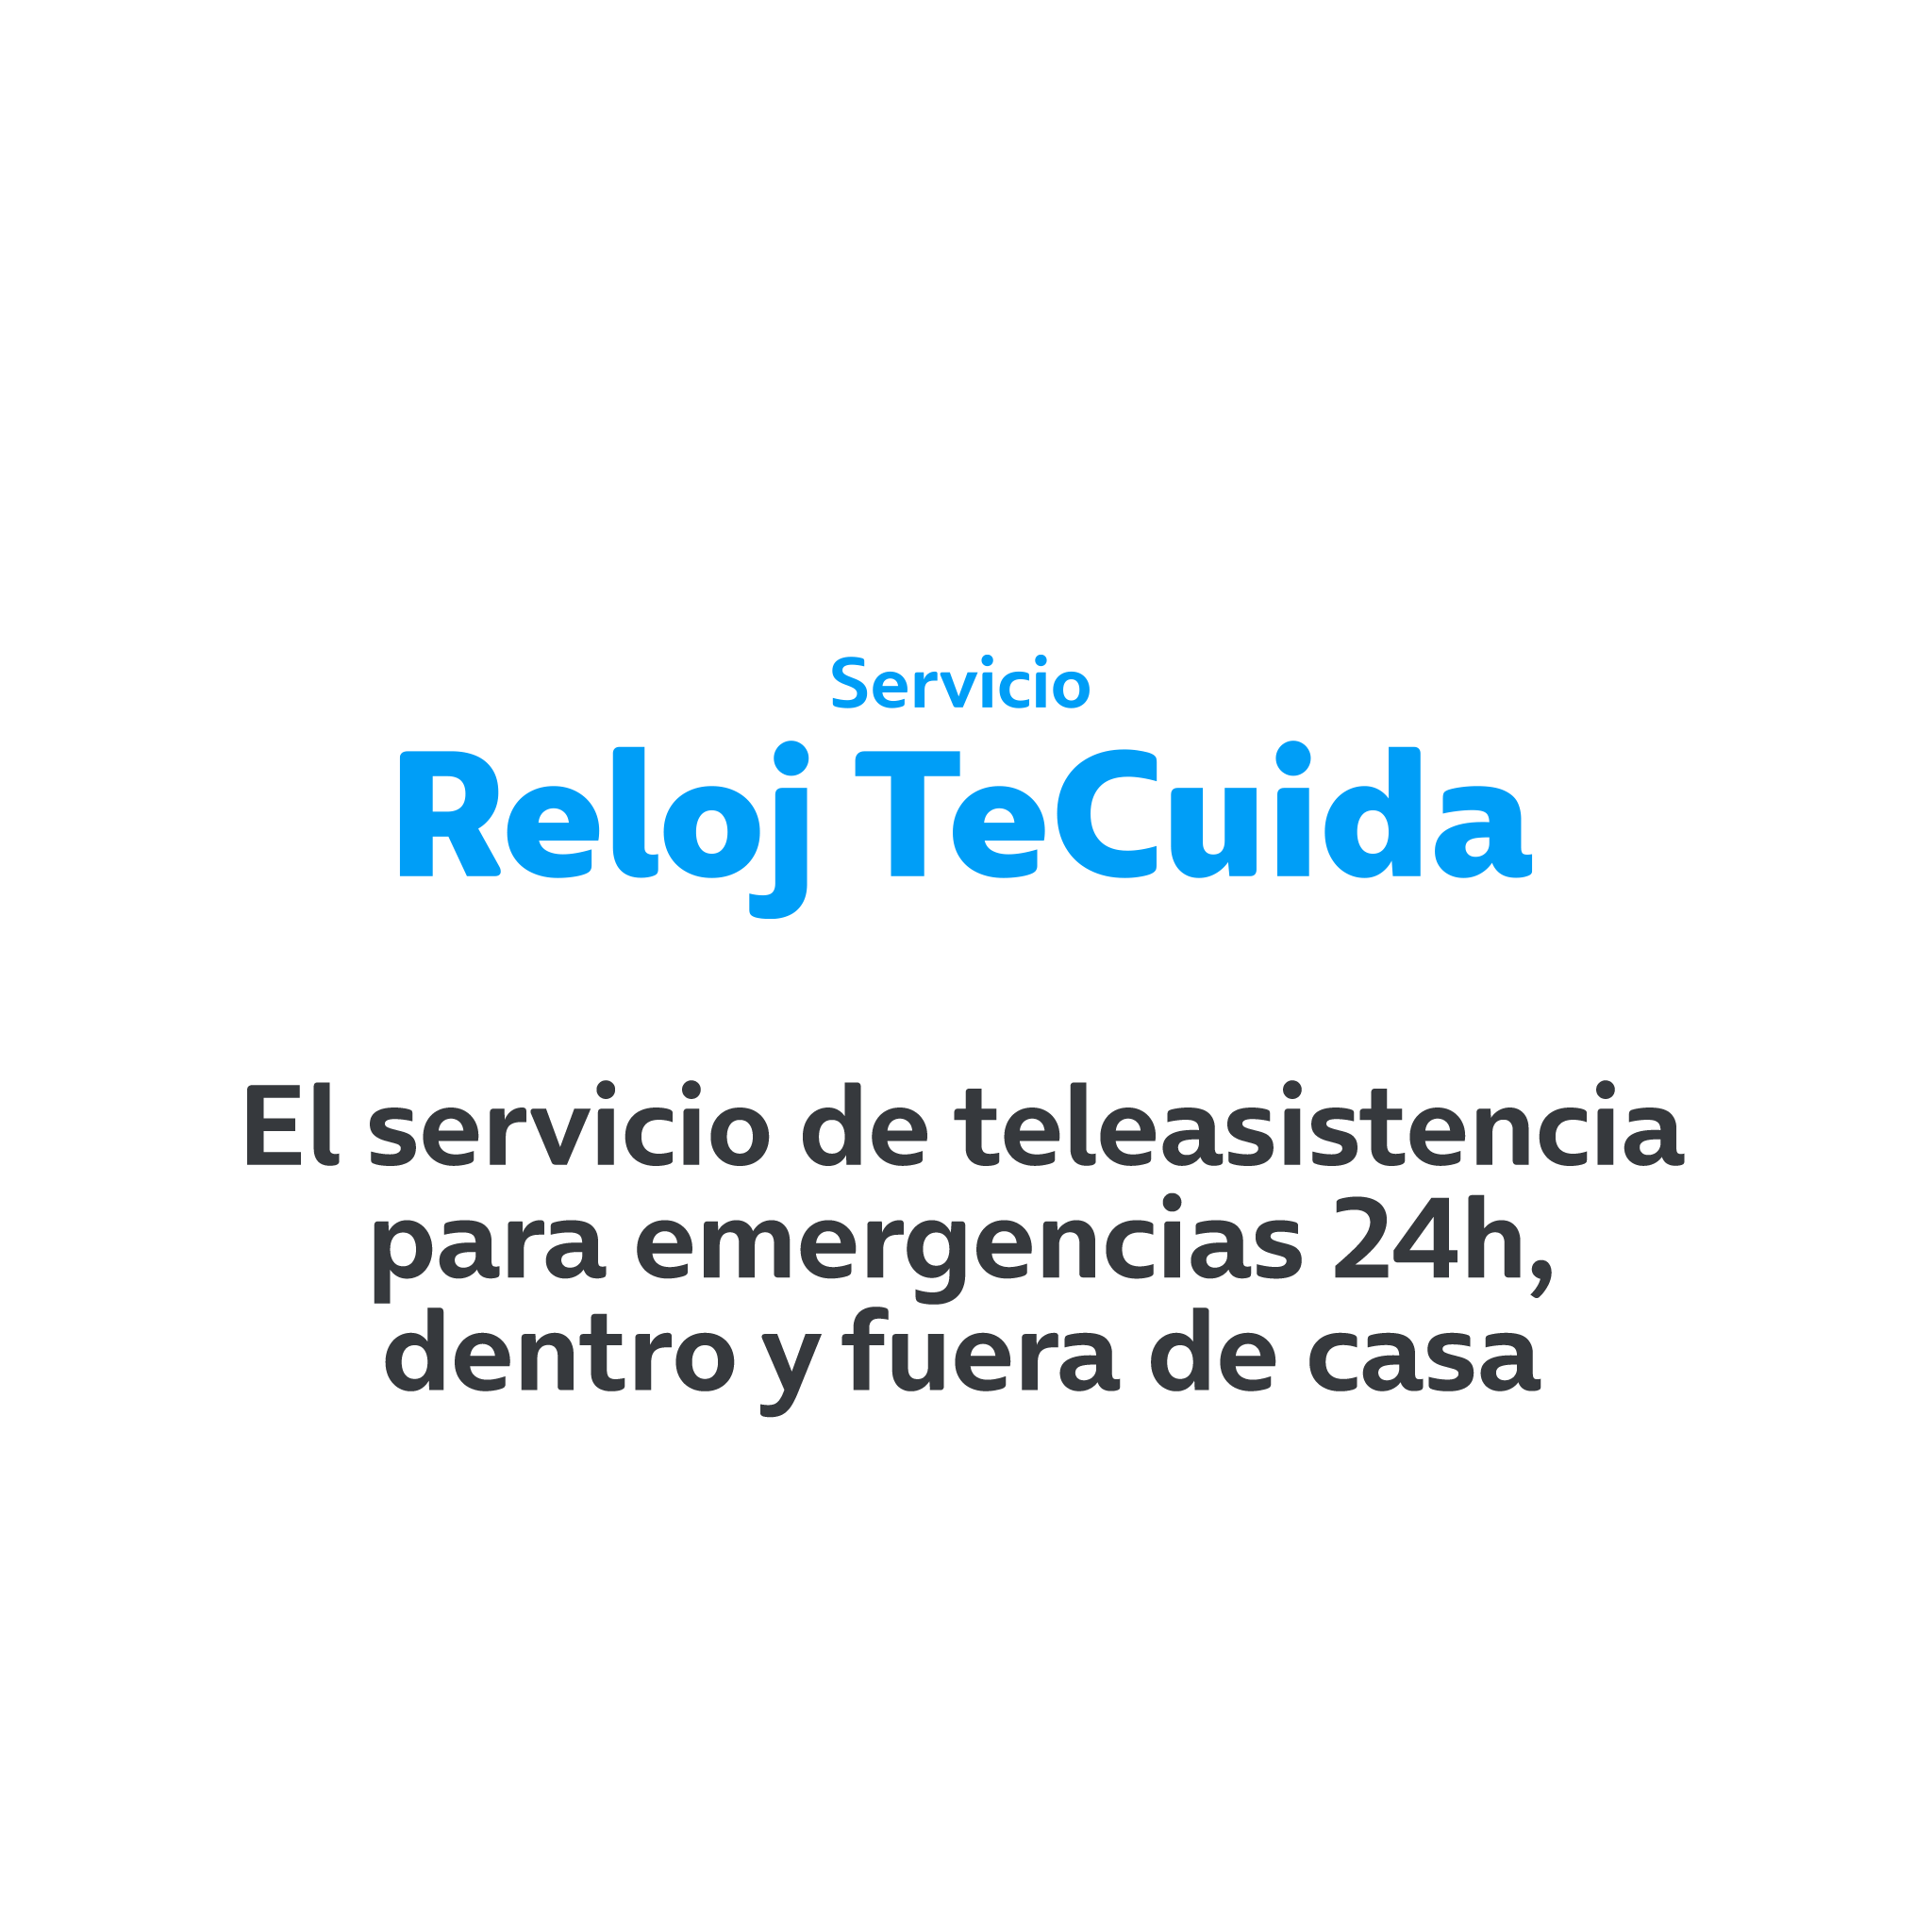 Servicio
Reloj TeCuida
El servicio de teleasistencia
para emergencias 24h,
dentro y fuera de casa